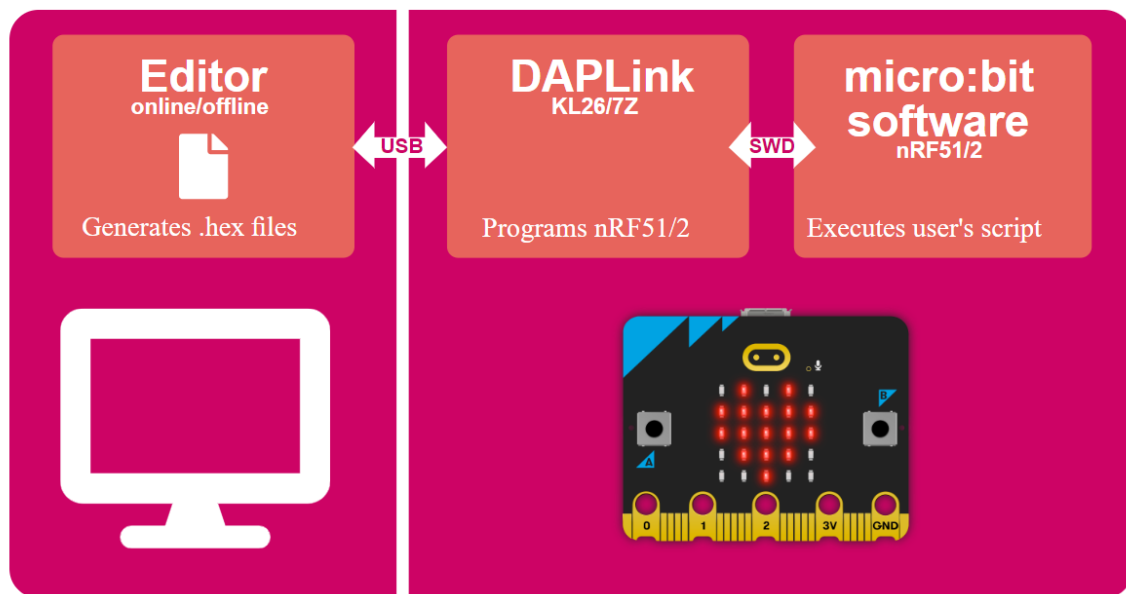 Editor
online/offline
Generates .hex files
USB
DAPLink
KL26/7Z
Programs nRF51/2
SWD
micro:bit
software
nRF51/2
Executes user's script
B
A
0 1 2 3V GND